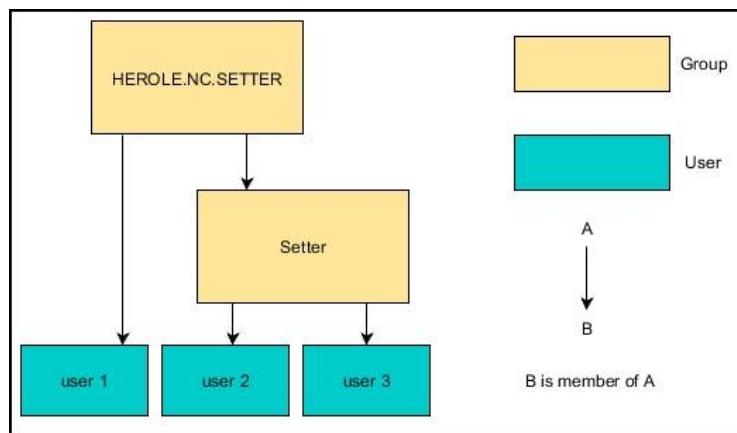 HEROLE.NC.SETTER
Setter
user 1
user 2
user 3
Group
User
A
B
B is member of A